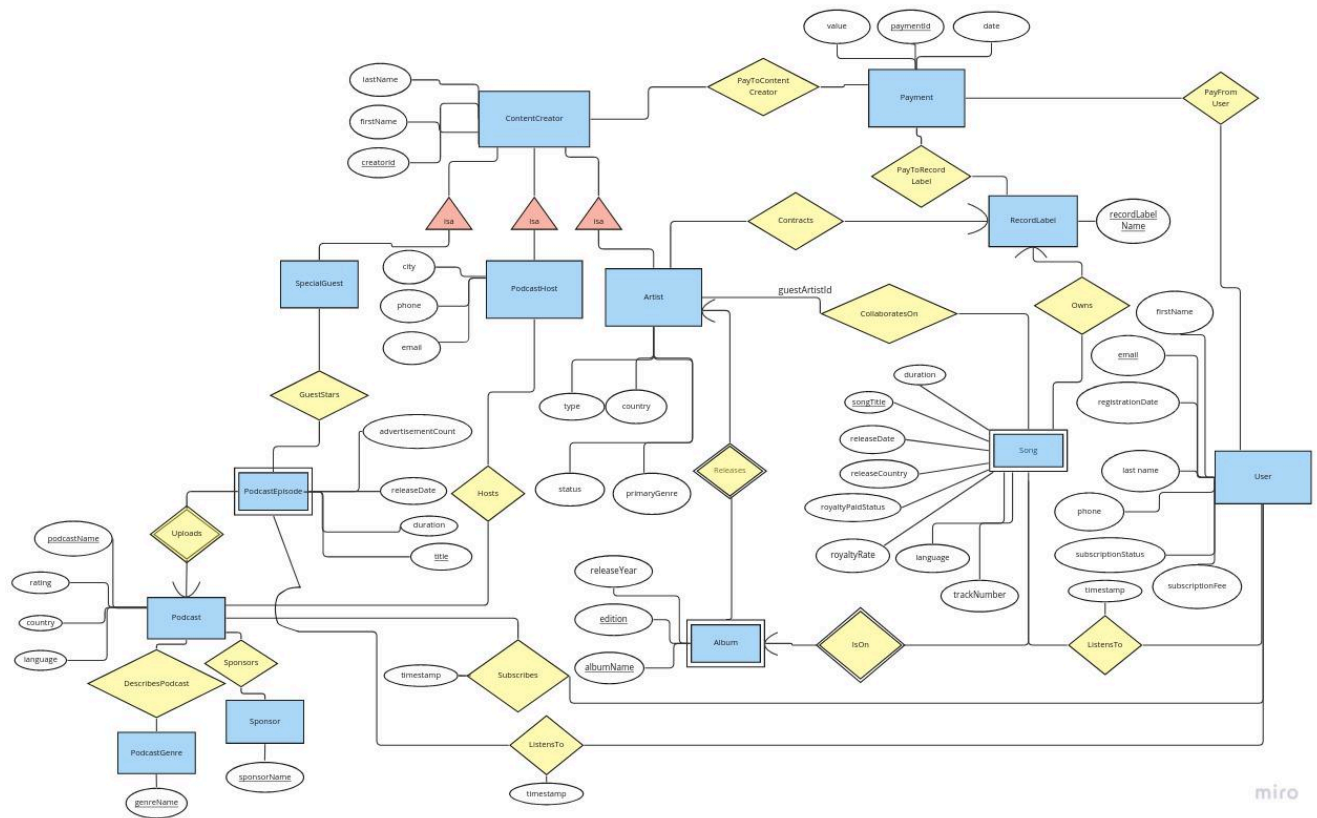 value
paymentId
date
lastName
firstName
creatorId
ContentCreator
PayToContent
Creator
Payment
PayFrom
User
PayToRecord
Label
isa
isa
isa
Contracts
RecordLabel
recordLabel
Name
SpecialGuest
city
phone
email
PodcastHost
Artist
guestArtistId
CollaboratesOn
Owns
firstName
email
registrationDate
last name
phone
subscriptionStatus
subscriptionFee
User
GuestStars
type
country
status
primaryGenre
duration
songTitle
releaseDate
releaseCountry
royaltyPaidStatus
royaltyRate
language
trackNumber
Song
advertisementCount
PodcastEpisode
releaseDate
duration
title
Hosts
Releases
Uploads
podcastName
rating
country
language
Podcast
releaseYear
edition
albumName
Album
IsOn
timestamp
ListensTo
DescribesPodcast
Sponsors
timestamp
Subscribes
Sponsor
PodcastGenre
sponsorName
genreName
ListensTo
timestamp
miro